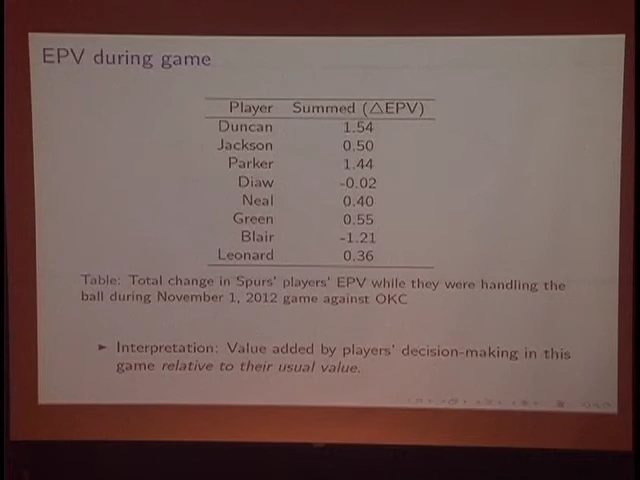 EPV during game
Player Summed (△EPV)
Duncan 1.54
Jackson 0.50
Parker 1.44
Diaw -0.02
Neal 0.40
Green 0.55
Blair -1.21
Leonard 0.36
Table: Total change in Spurs' players' EPV while they were handling the
ball during November 1, 2012 game against OKC
► Interpretation: Value added by players' decision-making in this
game relative to their usual value.